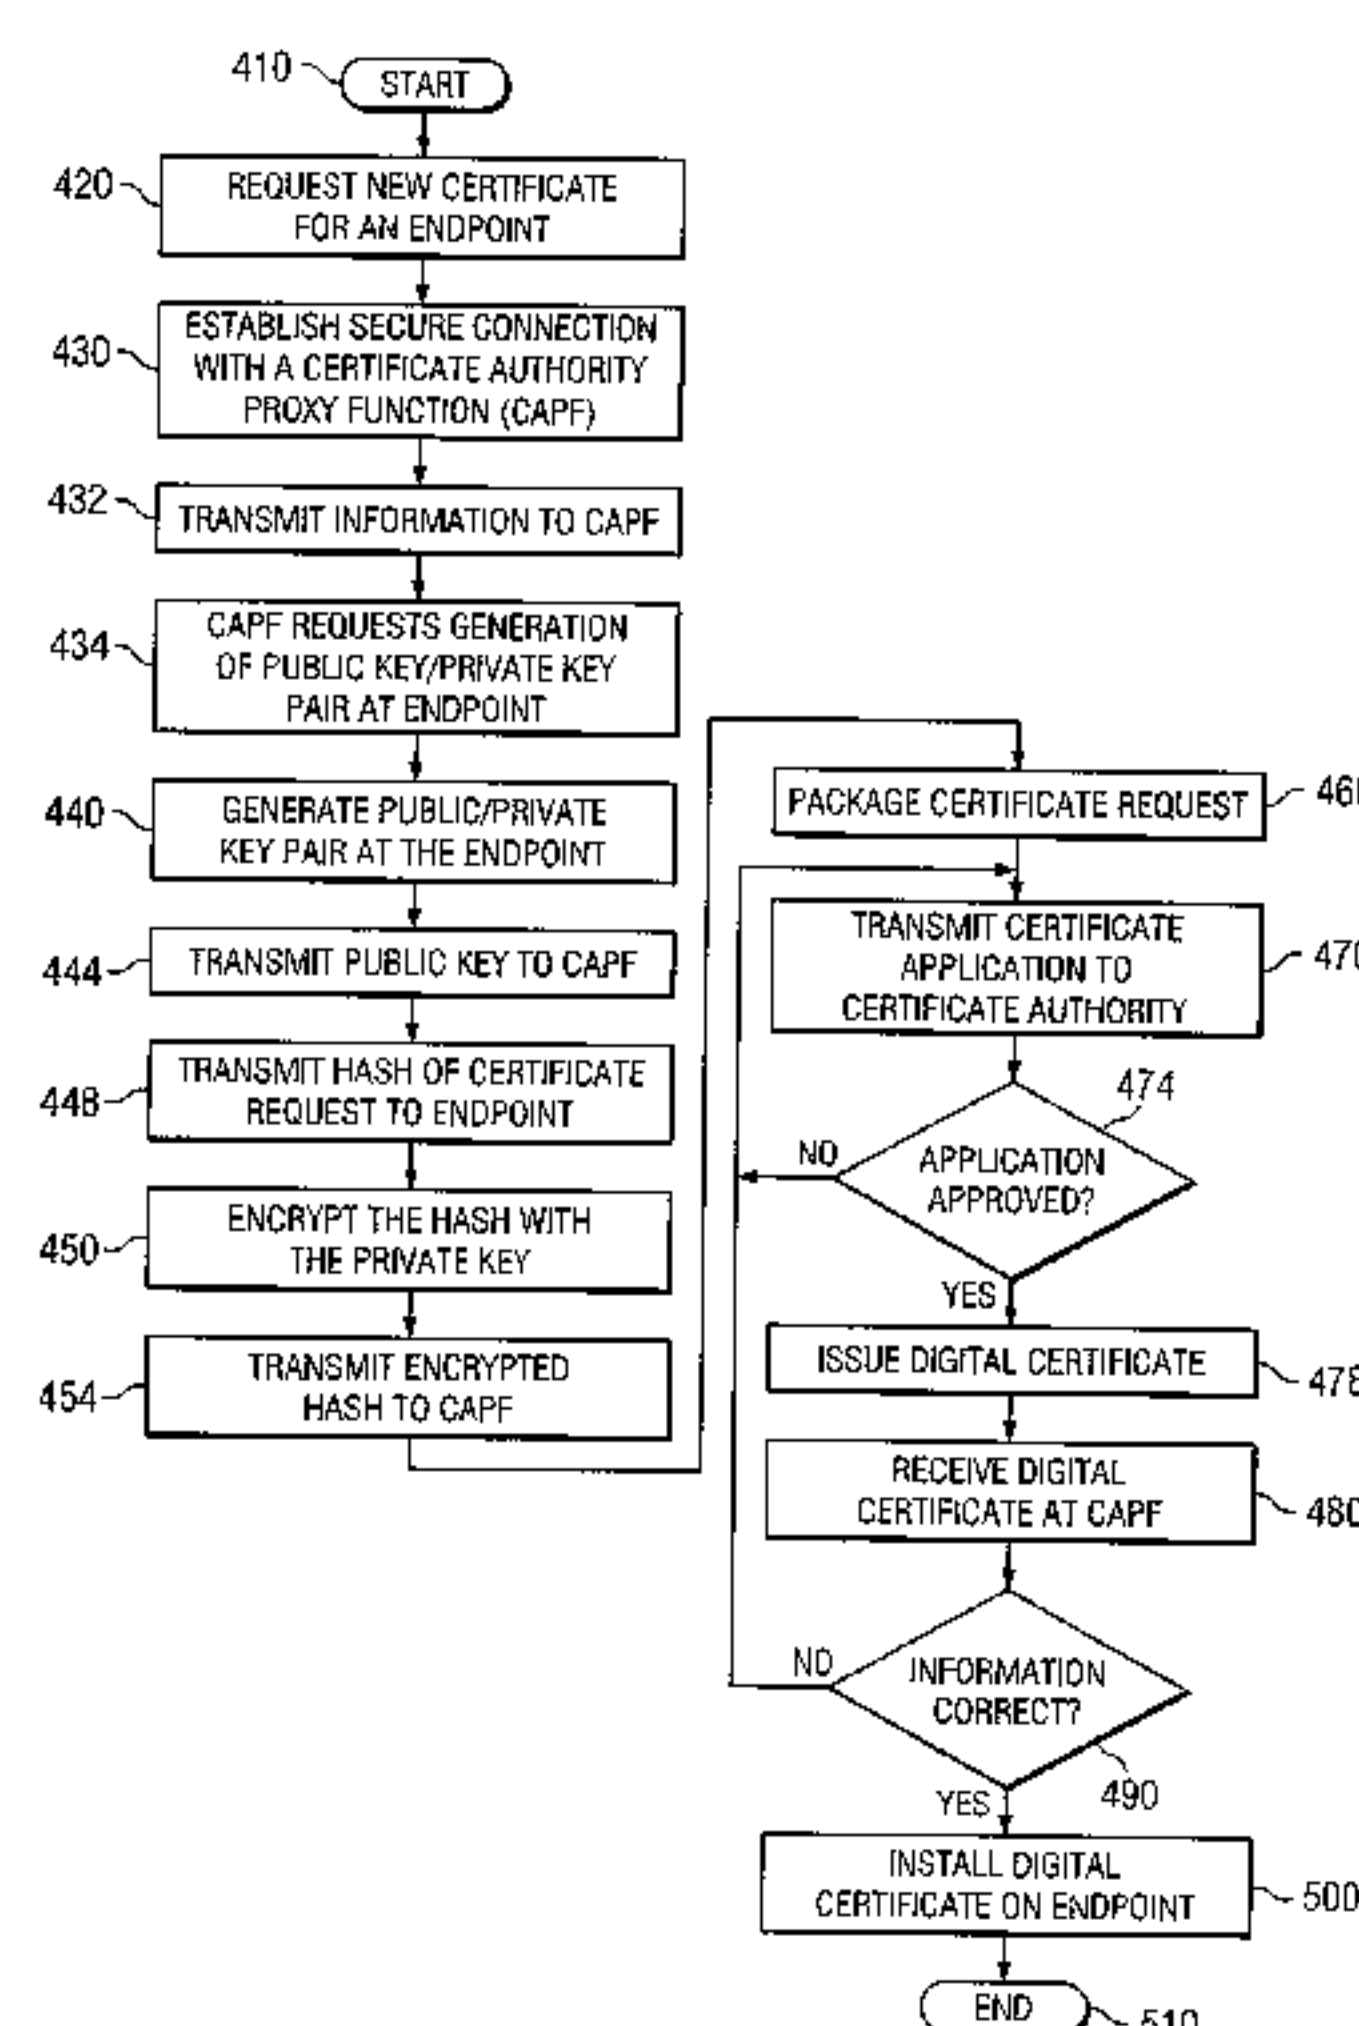 410
START
420
REQUEST NEW CERTIFICATE
FOR AN ENDPOINT
430
ESTABLISH SECURE CONNECTION
WITH A CERTIFICATE AUTHORITY
PROXY FUNCTION (CAPF)
432
TRANSMIT INFORMATION TO CAPF
434
CAPF REQUESTS GENERATION
OF PUBLIC KEY/PRIVATE KEY
PAIR AT ENDPOINT
440
GENERATE PUBLIC/PRIVATE
KEY PAIR AT THE ENDPOINT
444
TRANSMIT PUBLIC KEY TO CAPF
448
TRANSMIT HASH OF CERTIFICATE
REQUEST TO ENDPOINT
450
ENCRYPT THE HASH WITH
THE PRIVATE KEY
454
TRANSMIT ENCRYPTED
HASH TO CAPF
PACKAGE CERTIFICATE REQUEST
TRANSMIT CERTIFICATE
APPLICATION TO
CERTIFICATE AUTHORITY
470
474
APPLICATION
APPROVED?
NO
YES
ISSUE DIGITAL CERTIFICATE
478
RECEIVE DIGITAL
CERTIFICATE AT CAPF
480
INFORMATION
CORRECT?
NO
490
YES
INSTALL DIGITAL
CERTIFICATE ON ENDPOINT
500
END
510